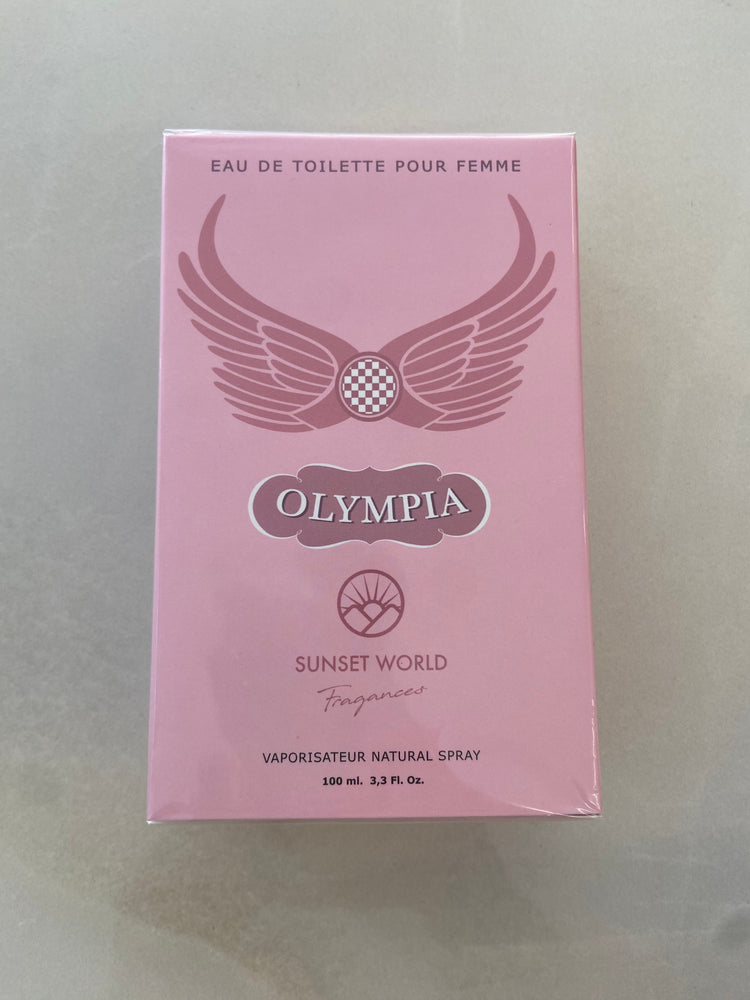 EAU DE TOILETTE POUR FEMME
OLYMPIA
SUNSET WORLD
Fragances
VAPORISATEUR NATURAL SPRAY
100 ml. 3,3 Fl. Oz.